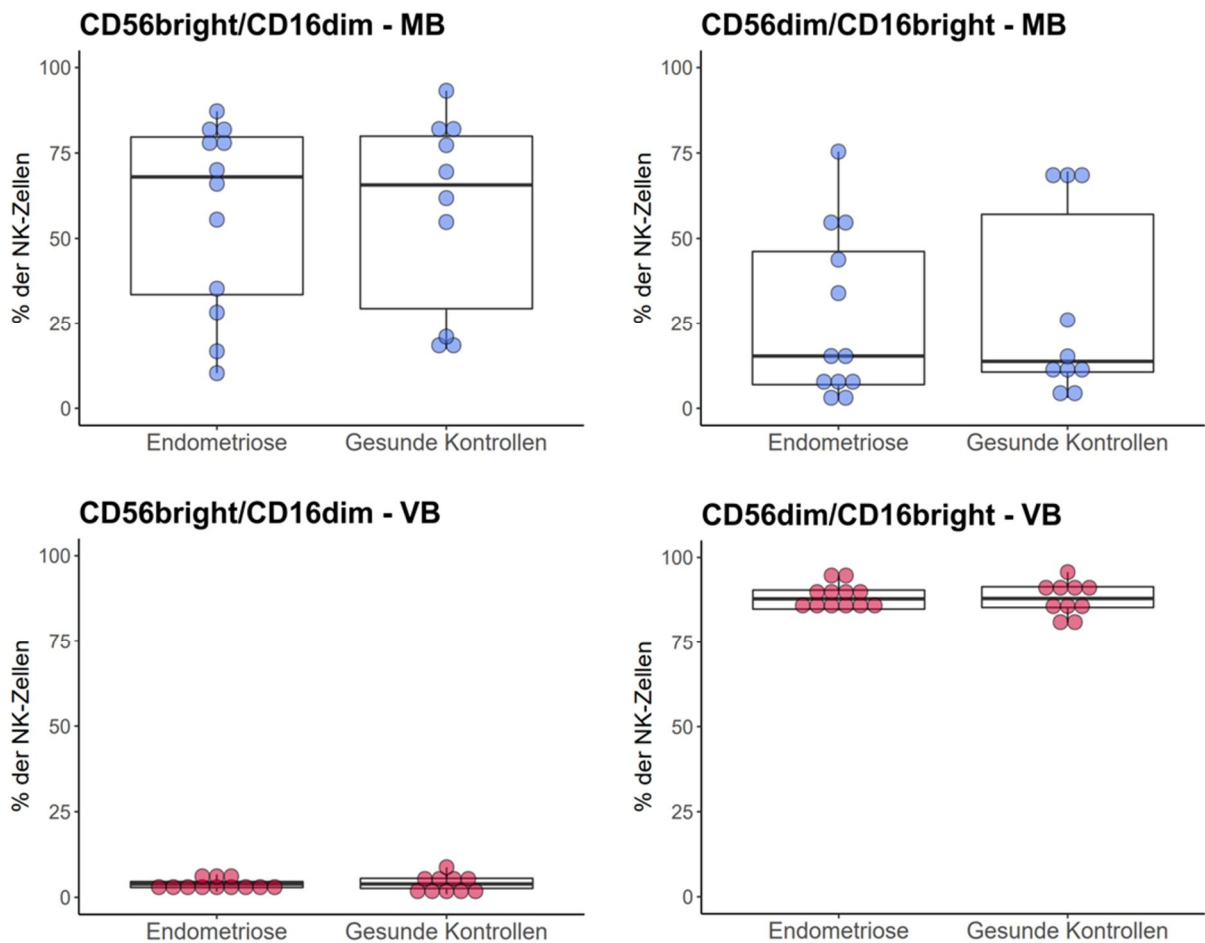 CD56bright/CD16dim - MB
% der NK-Zellen
100
75
50
25
0
Endometriose
Gesunde Kontrollen
CD56dim/CD16bright - MB
% der NK-Zellen
100
75
50
25
0
Endometriose
Gesunde Kontrollen
CD56bright/CD16dim - VB
% der NK-Zellen
100
75
50
25
0
Endometriose
Gesunde Kontrollen
CD56dim/CD16bright - VB
% der NK-Zellen
100
75
50
25
0
Endometriose
Gesunde Kontrollen